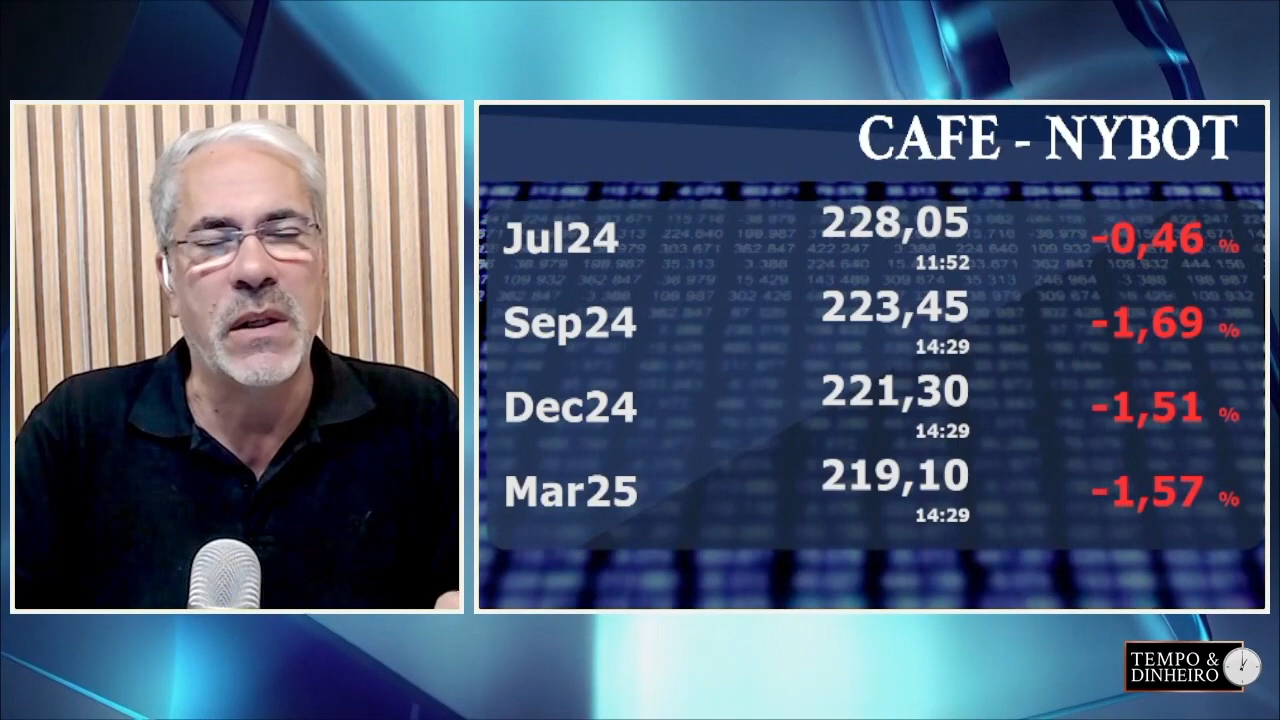 CAFE - NYBOT
Jul24 228,05 -0,46 %
11:52
Sep24 223,45 -1,69 %
14:29
Dec24 221,30 -1,51 %
14:29
Mar25 219,10 -1,57 %
14:29
TEMPO &
DINHEIRO